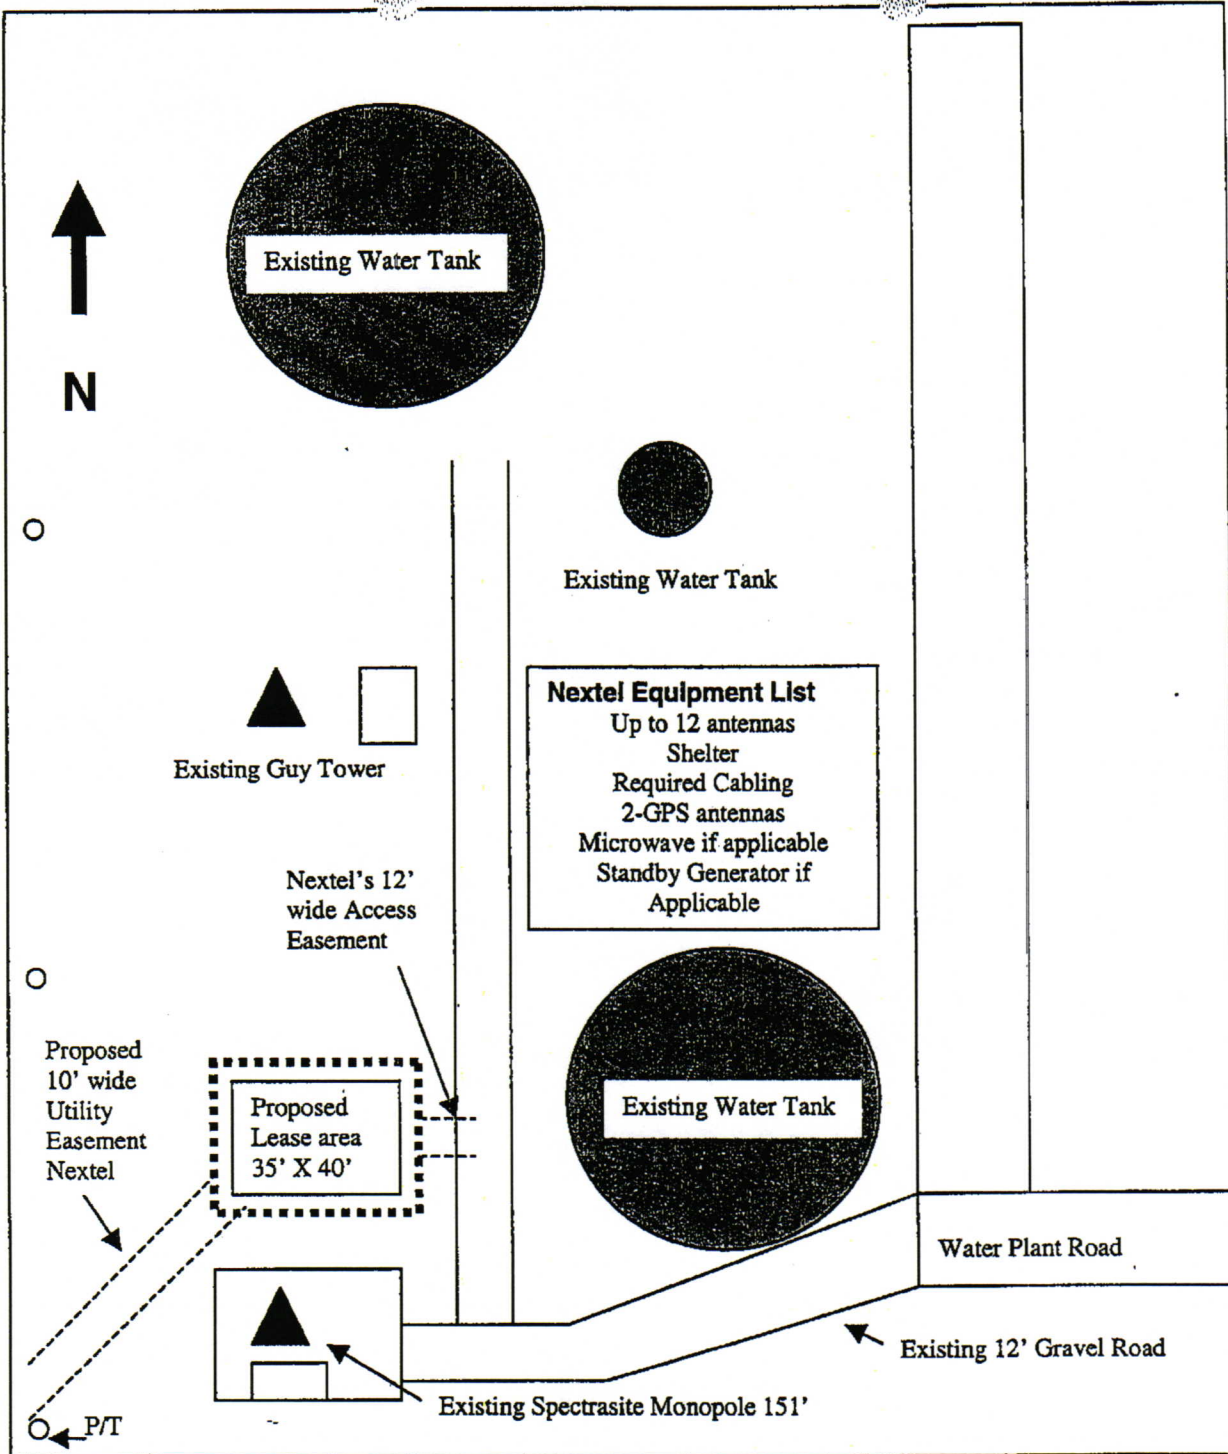 Existing Water Tank
N
Existing Water Tank
Nextel Equipment List
Up to 12 antennas
Shelter
Required Cabling
2-GPS antennas
Microwave if applicable
Standby Generator if
Applicable
Existing Guy Tower
Nextel's 12'
wide Access
Easement
Proposed
10' wide
Utility
Easement
Nextel
Proposed
Lease area
35' X 40'
Existing Water Tank
Water Plant Road
Existing 12' Gravel Road
Existing Spectrasite Monopole 151'
P/T